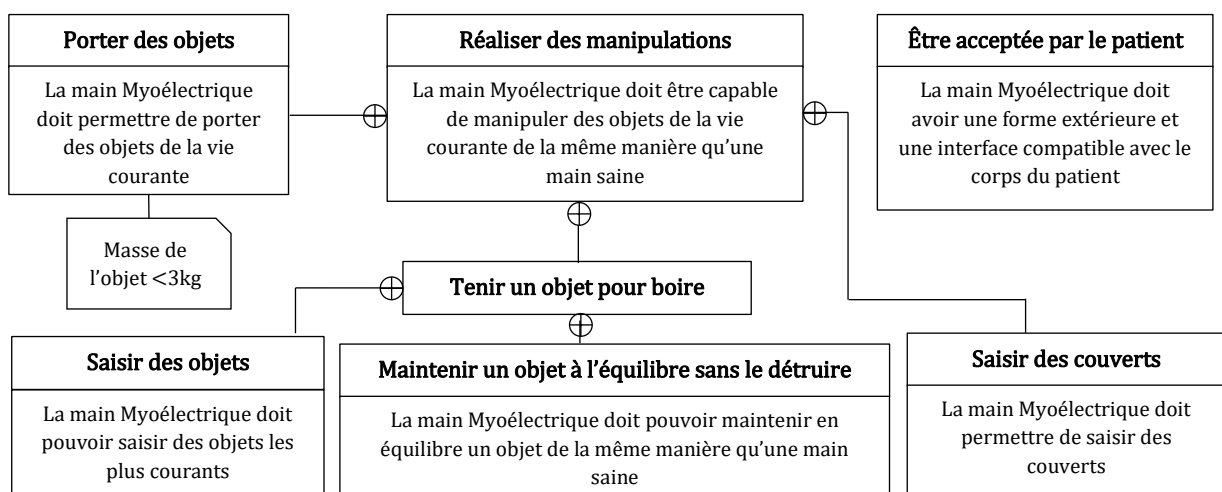 Porter des objets
La main Myoélectrique
doit permettre de porter
des objets de la vie
courante
Réaliser des manipulations
La main Myoélectrique doit être capable
de manipuler des objets de la vie
courante de la même manière qu’une
main saine
Être acceptée par le patient
La main Myoélectrique doit
avoir une forme extérieure et
une interface compatible avec le
corps du patient
Masse de
l’objet <3kg
Tenir un objet pour boire
Saisir des objets
La main Myoélectrique doit
pouvoir saisir des objets les
plus courants
Maintenir un objet à l’équilibre sans le détruire
La main Myoélectrique doit pouvoir maintenir en
équilibre un objet de la même manière qu’une main
saine
Saisir des couverts
La main Myoélectrique doit
permettre de saisir des
couverts